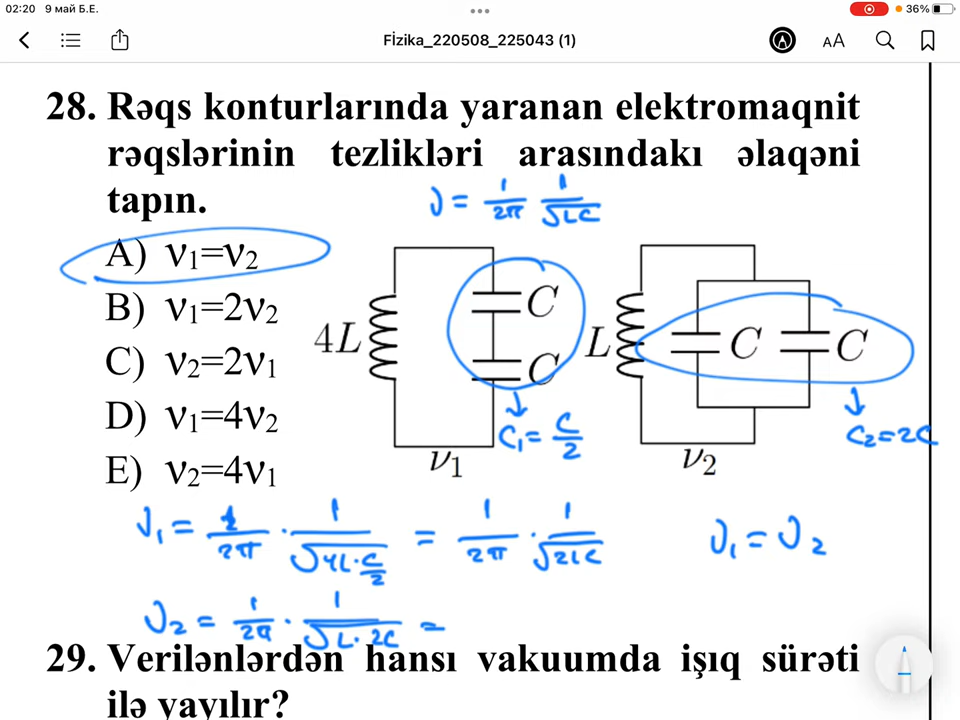 02:20 9 май Б.Е.
36%
Fİzika_220508_225043 (1)
AA
28. Rəqs konturlarında yaranan elektromaqnit
rəqslərinin tezlikləri arasındakı əlaqəni
tapın.
ν = 1/2π 1/√LC
A) ν₁=ν₂
B) ν₁=2ν₂
C) ν₂=2ν₁
D) ν₁=4ν₂
E) ν₂=4ν₁
4L C C
C₁ = C/2
ν₁
L C C
C₂=2C
ν₂
ν₁ = 1/2π · 1/√4L·C/2 = 1/2π · 1/√2LC
ν₁ = ν₂
ν₂ = 1/2π · 1/√L·2C =
29. Verilənlərdən hansı vakuumda işıq sürəti
ilə yayılır?